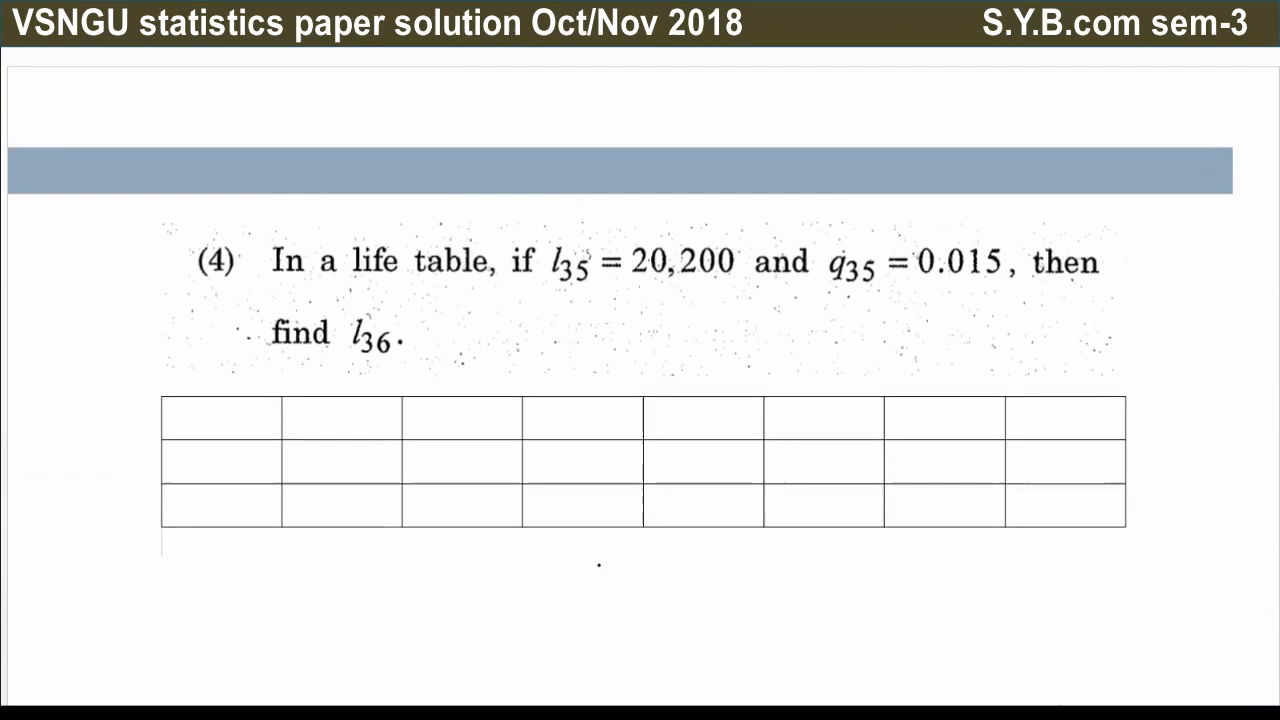 VSNGU statistics paper solution Oct/Nov 2018 S.Y.B.com sem-3
(4) In a life table, if l₃₅ = 20,200 and q₃₅ = 0.015, then
find l₃₆.